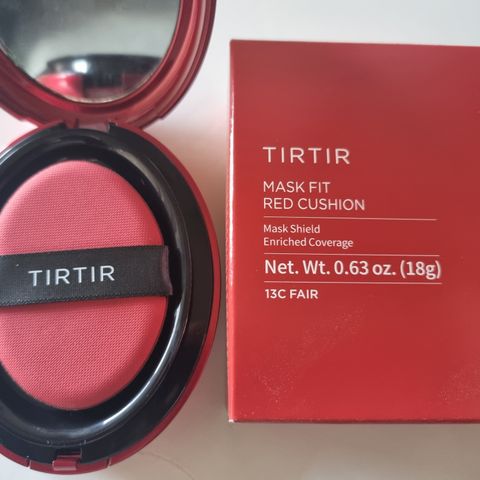 TIRTIR
TIRTIR
MASK FIT
RED CUSHION
Mask Shield
Enriched Coverage
Net. Wt. 0.63 oz. (18g)
13C FAIR